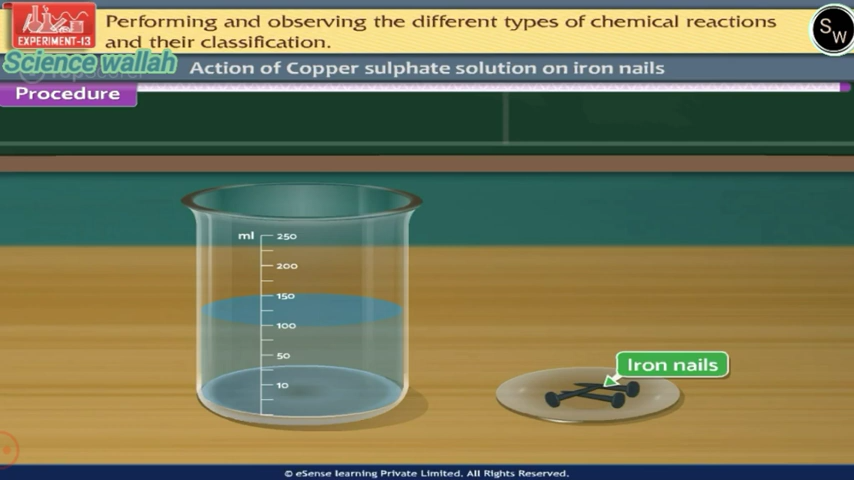 EXPERIMENT-13
Performing and observing the different types of chemical reactions
and their classification.
SW
Science wallah
Action of Copper sulphate solution on iron nails
Procedure
ml
250
200
150
100
50
10
Iron nails
© eSense learning Private Limited. All Rights Reserved.